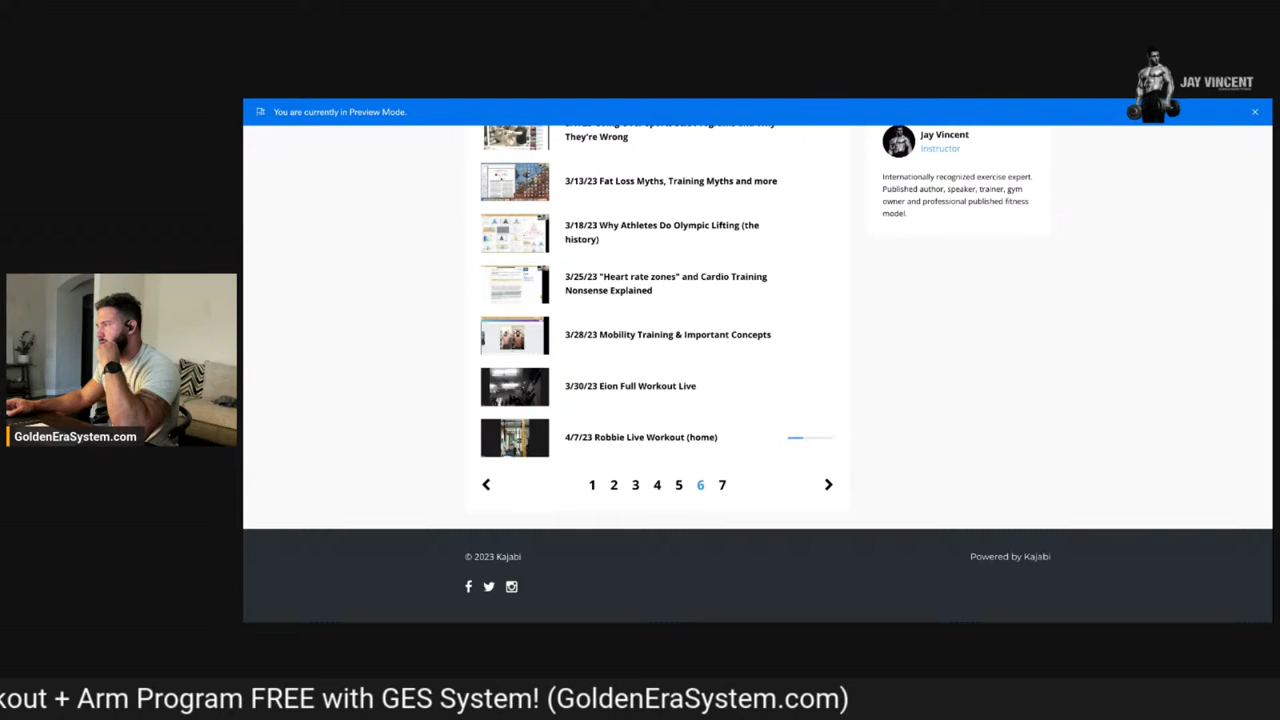 JAY VINCENT
You are currently in Preview Mode.
They're Wrong
3/13/23 Fat Loss Myths, Training Myths and more
3/18/23 Why Athletes Do Olympic Lifting (the
history)
3/25/23 "Heart rate zones" and Cardio Training
Nonsense Explained
3/28/23 Mobility Training & Important Concepts
3/30/23 Eion Full Workout Live
4/7/23 Robbie Live Workout (home)
1 2 3 4 5 6 7
Jay Vincent
Instructor
Internationally recognized exercise expert.
Published author, speaker, trainer, gym
owner and professional published fitness
model.
GoldenEraSystem.com
© 2023 Kajabi
Powered by Kajabi
kout + Arm Program FREE with GES System! (GoldenEraSystem.com)